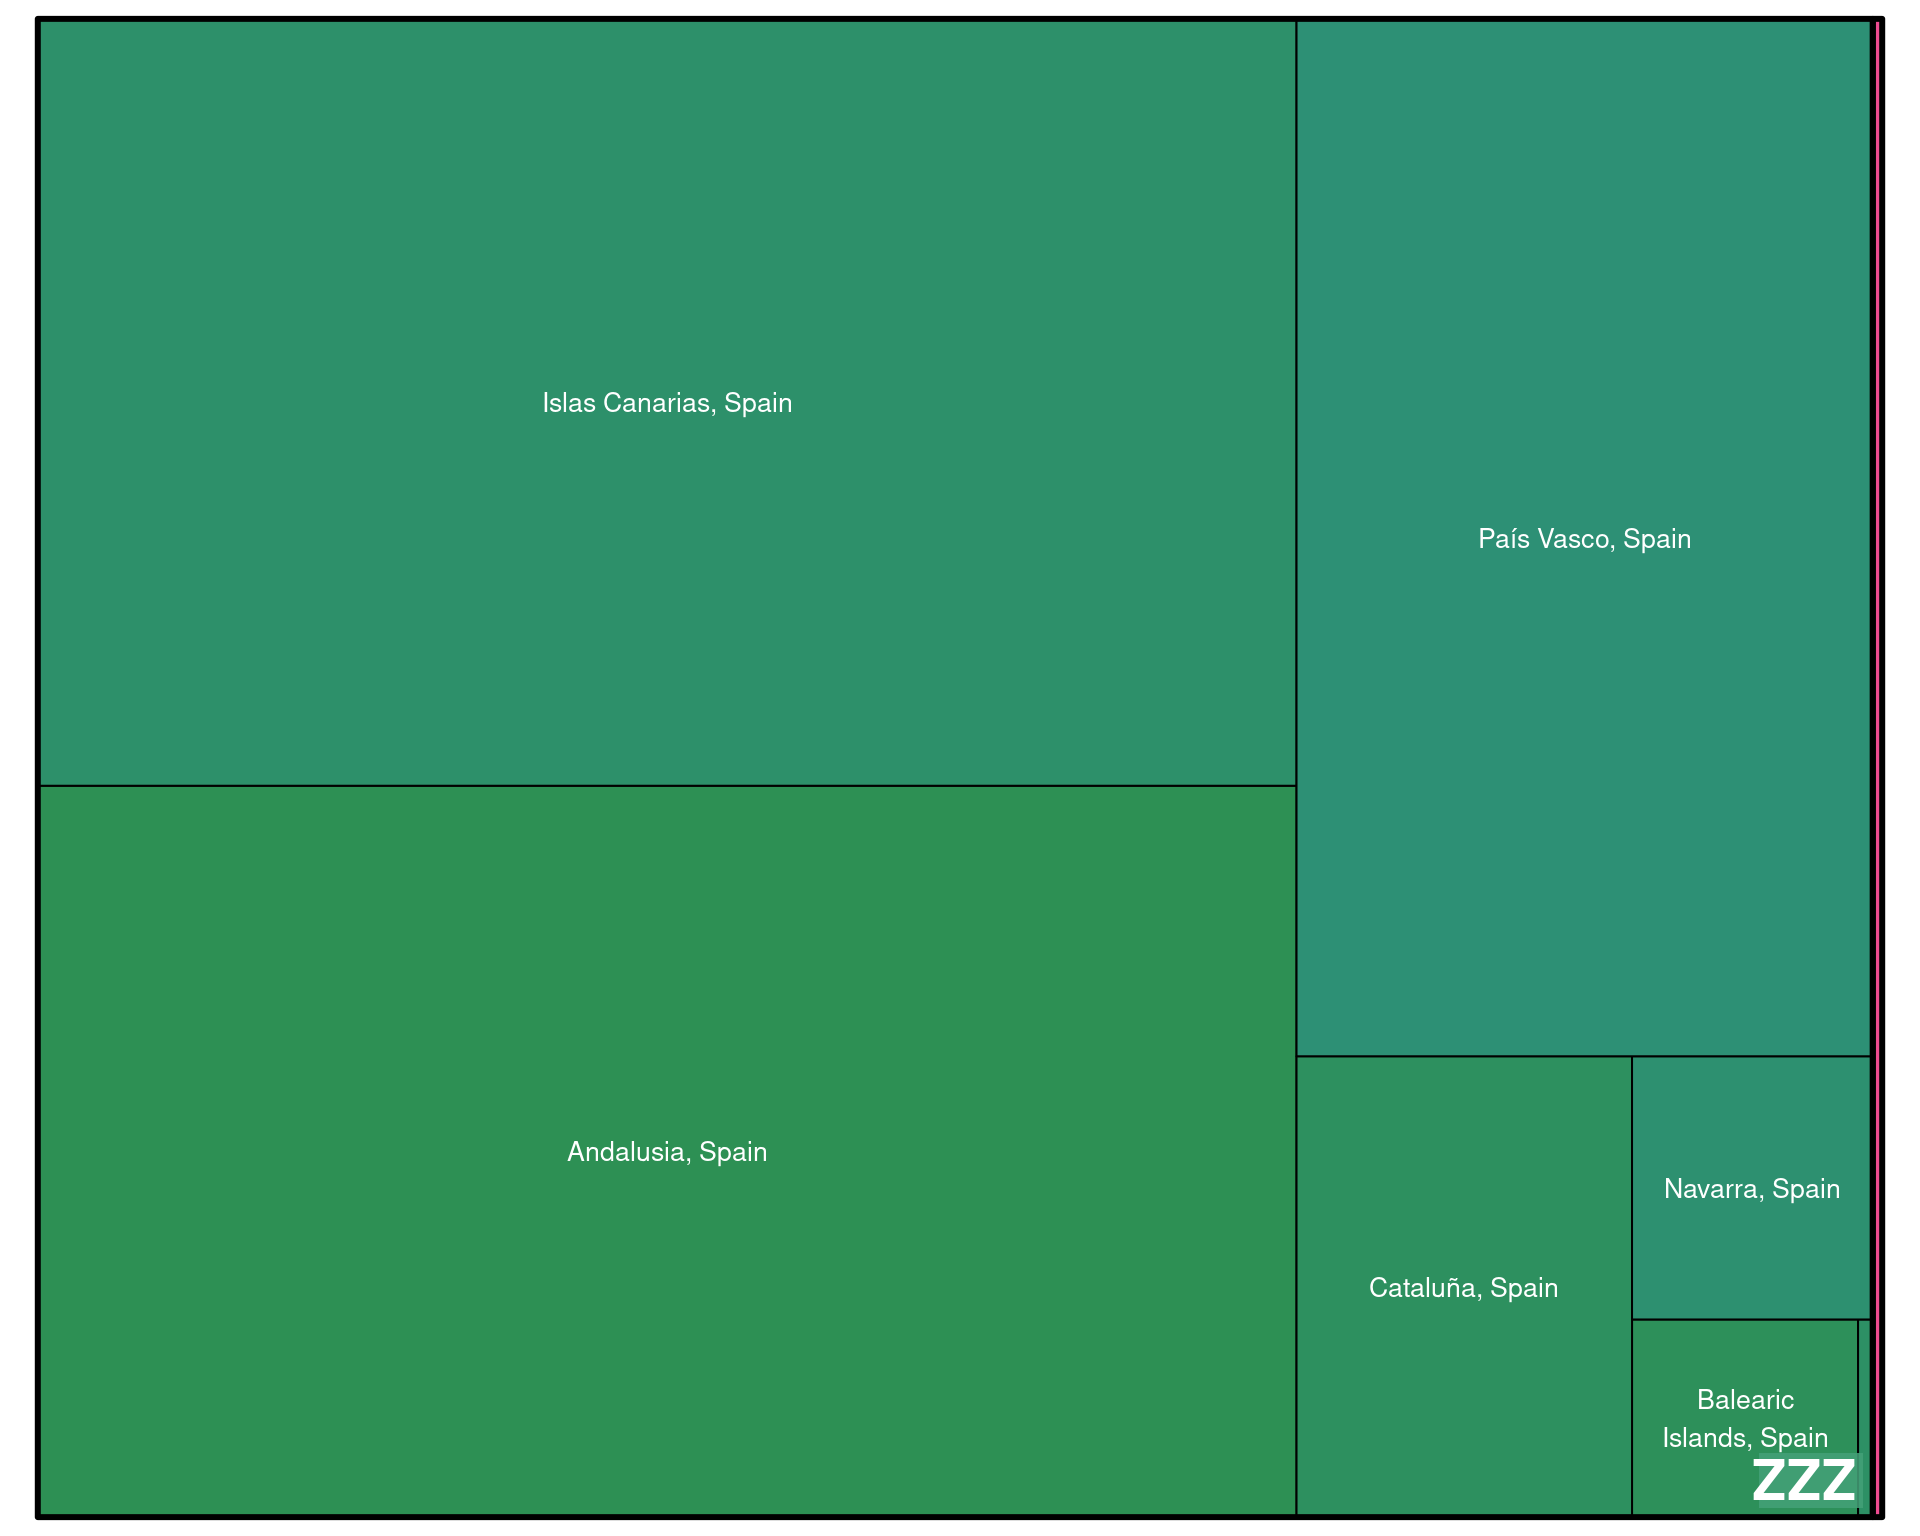 Islas Canarias, Spain
País Vasco, Spain
Andalusia, Spain
Navarra, Spain
Cataluña, Spain
Balearic
Islands, Spain
ZZZ